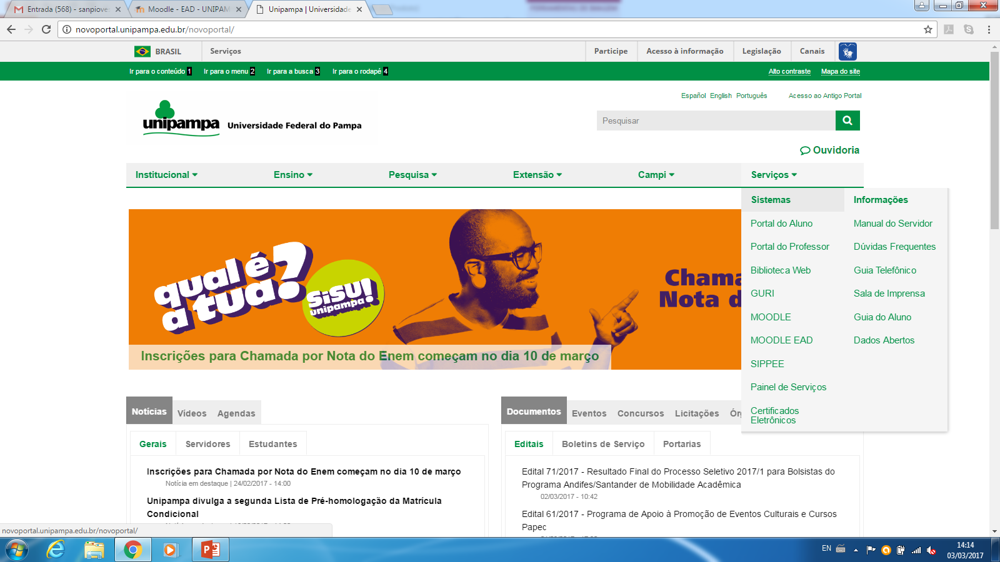 Entrada (568) - sanpiove
Moodle - EAD - UNIPAM
Unipampa | Universidade
novoportal.unipampa.edu.br/novoportal/
BRASIL
Serviços
Participe
Acesso à informação
Legislação
Canais
Ir para o conteúdo 1
Ir para o menu 2
Ir para a busca 3
Ir para o rodapé 4
Alto contraste
Mapa do site
Español English Português
Acesso ao Antigo Portal
unipampa
Universidade Federal do Pampa
Pesquisar
Ouvidoria
Institucional
Ensino
Pesquisa
Extensão
Campi
Serviços
Sistemas
Portal do Aluno
Portal do Professor
Biblioteca Web
GURI
MOODLE
MOODLE EAD
SIPPEE
Painel de Serviços
Certificados
Eletrônicos
Informações
Manual do Servidor
Dúvidas Frequentes
Guia Telefônico
Sala de Imprensa
Guia do Aluno
Dados Abertos
qual é
a tua?
SiSU!
unipampa!
Chama
Nota d
Inscrições para Chamada por Nota do Enem começam no dia 10 de março
Notícias
Vídeos
Agendas
Gerais
Servidores
Estudantes
Inscrições para Chamada por Nota do Enem começam no dia 10 de março
Notícia em destaque | 24/02/2017 - 14:00
Unipampa divulga a segunda Lista de Pré-homologação da Matrícula
Condicional
Documentos
Eventos
Concursos
Licitações
Ór
Editais
Boletins de Serviço
Portarias
Edital 71/2017 - Resultado Final do Processo Seletivo 2017/1 para Bolsistas do
Programa Andifes/Santander de Mobilidade Acadêmica
02/03/2017 - 10:42
Edital 61/2017 - Programa de Apoio à Promoção de Eventos Culturais e Cursos
Papec
novoportal.unipampa.edu.br/novoportal/
EN
14:14
03/03/2017